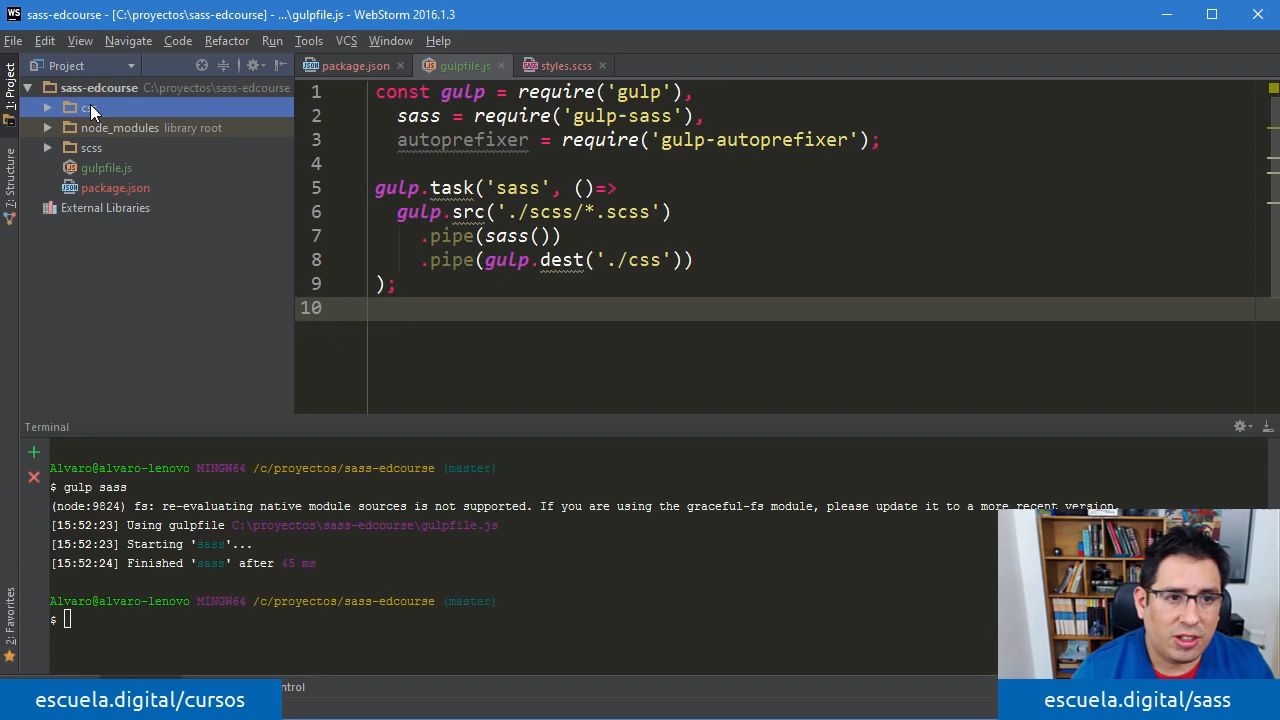 WS sass-edcourse - [C:\proyectos\sass-edcourse] - ...\gulpfile.js - WebStorm 2016.1.3
File Edit View Navigate Code Refactor Run Tools VCS Window Help
1: Project
Project
package.json
gulpfile.js
styles.scss
sass-edcourse C:\proyectos\sass-edcourse
node_modules library root
scss
gulpfile.js
package.json
External Libraries
7: Structure
1 const gulp = require('gulp'),
2 sass = require('gulp-sass'),
3 autoprefixer = require('gulp-autoprefixer');
4
5 gulp.task('sass', ()=>
6 gulp.src('./scss/*.scss')
7 .pipe(sass())
8 .pipe(gulp.dest('./css'))
9 );
10
Terminal
Alvaro@alvaro-lenovo MINGW64 /c/proyectos/sass-edcourse (master)
$ gulp sass
(node:9824) fs: re-evaluating native module sources is not supported. If you are using the graceful-fs module, please update it to a more recent version.
[15:52:23] Using gulpfile C:\proyectos\sass-edcourse\gulpfile.js
[15:52:23] Starting 'sass'...
[15:52:24] Finished 'sass' after 45 ms
Alvaro@alvaro-lenovo MINGW64 /c/proyectos/sass-edcourse (master)
$
2: Favorites
ntrol
escuela.digital/cursos
escuela.digital/sass